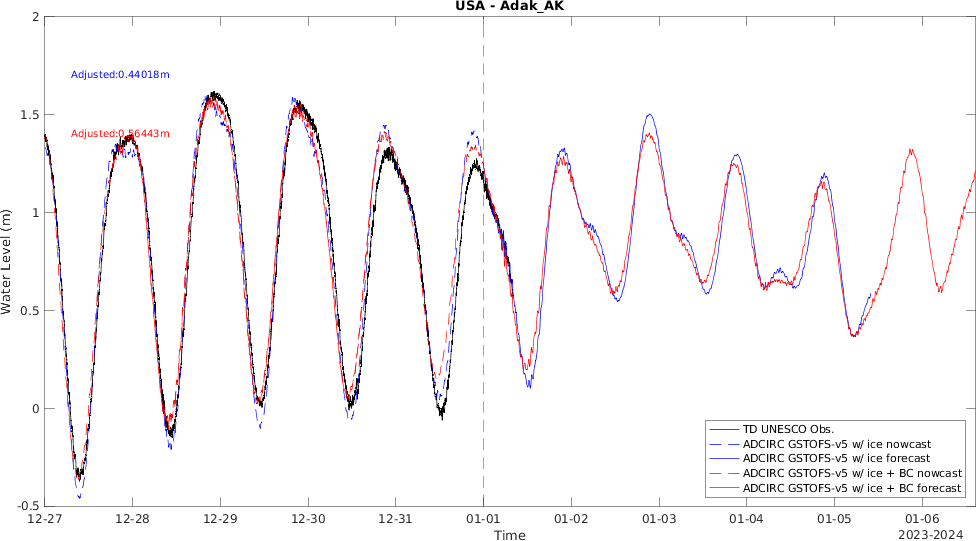 USA - Adak_AK
2
1.5
1
0.5
0
-0.5
Water Level (m)
Adjusted:0.44018m
Adjusted:0.56443m
TD UNESCO Obs.
ADCIRC GSTOFS-v5 w/ ice nowcast
ADCIRC GSTOFS-v5 w/ ice forecast
ADCIRC GSTOFS-v5 w/ ice + BC nowcast
ADCIRC GSTOFS-v5 w/ ice + BC forecast
12-27 12-28 12-29 12-30 12-31 01-01 01-02 01-03 01-04 01-05 01-06
Time
2023-2024